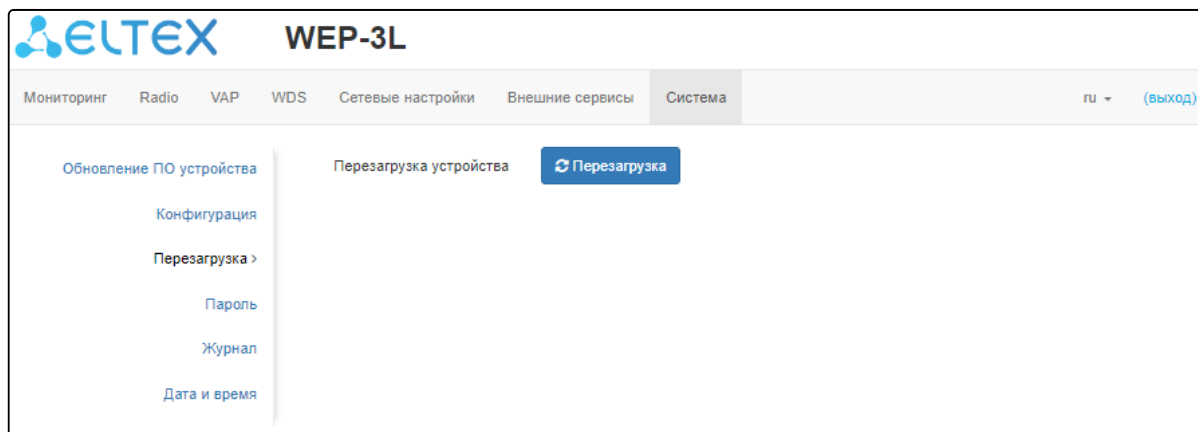 ELTEX WEP-3L
Мониторинг Radio VAP WDS Сетевые настройки Внешние сервисы Система ru (выход)
Обновление ПО устройства
Перезагрузка устройства Перезагрузка
Конфигурация
Перезагрузка >
Пароль
Журнал
Дата и время